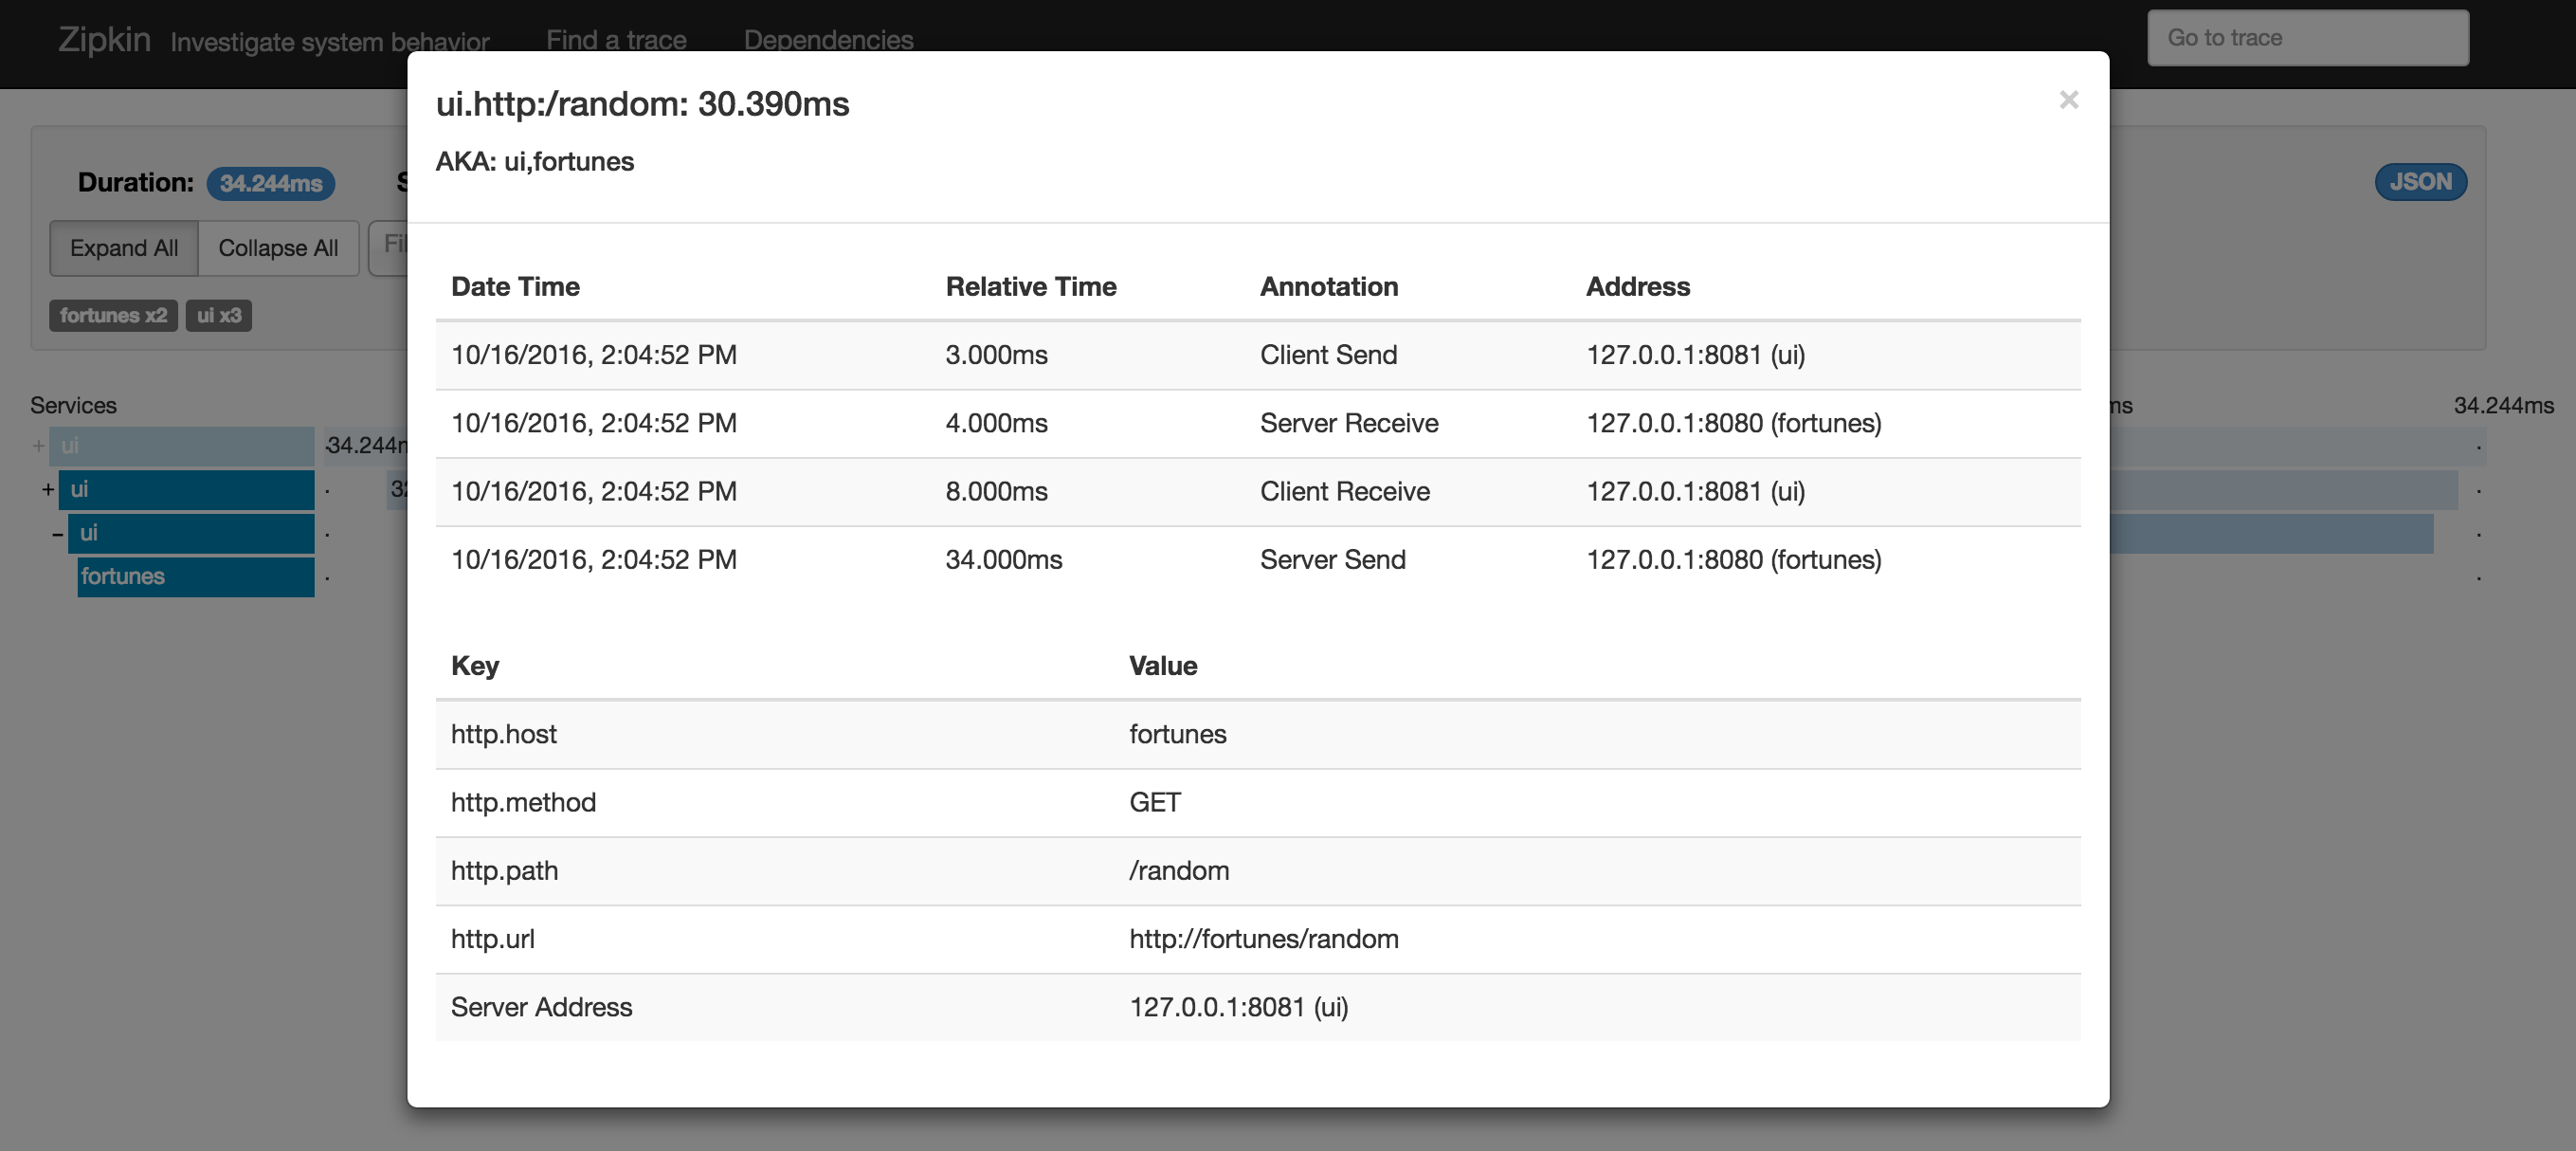 Zipkin Investigate system behavior Find a trace Dependencies Go to trace
ui.http:/random: 30.390ms ×
AKA: ui,fortunes
Duration: 34.244ms JSON
Expand All Collapse All
fortunes x2 ui x3
Date Time Relative Time Annotation Address
10/16/2016, 2:04:52 PM 3.000ms Client Send 127.0.0.1:8081 (ui)
10/16/2016, 2:04:52 PM 4.000ms Server Receive 127.0.0.1:8080 (fortunes)
10/16/2016, 2:04:52 PM 8.000ms Client Receive 127.0.0.1:8081 (ui)
10/16/2016, 2:04:52 PM 34.000ms Server Send 127.0.0.1:8080 (fortunes)
Key Value
http.host fortunes
http.method GET
http.path /random
http.url http://fortunes/random
Server Address 127.0.0.1:8081 (ui)
Services 34.244ms
+ ui
+ ui
- ui
fortunes